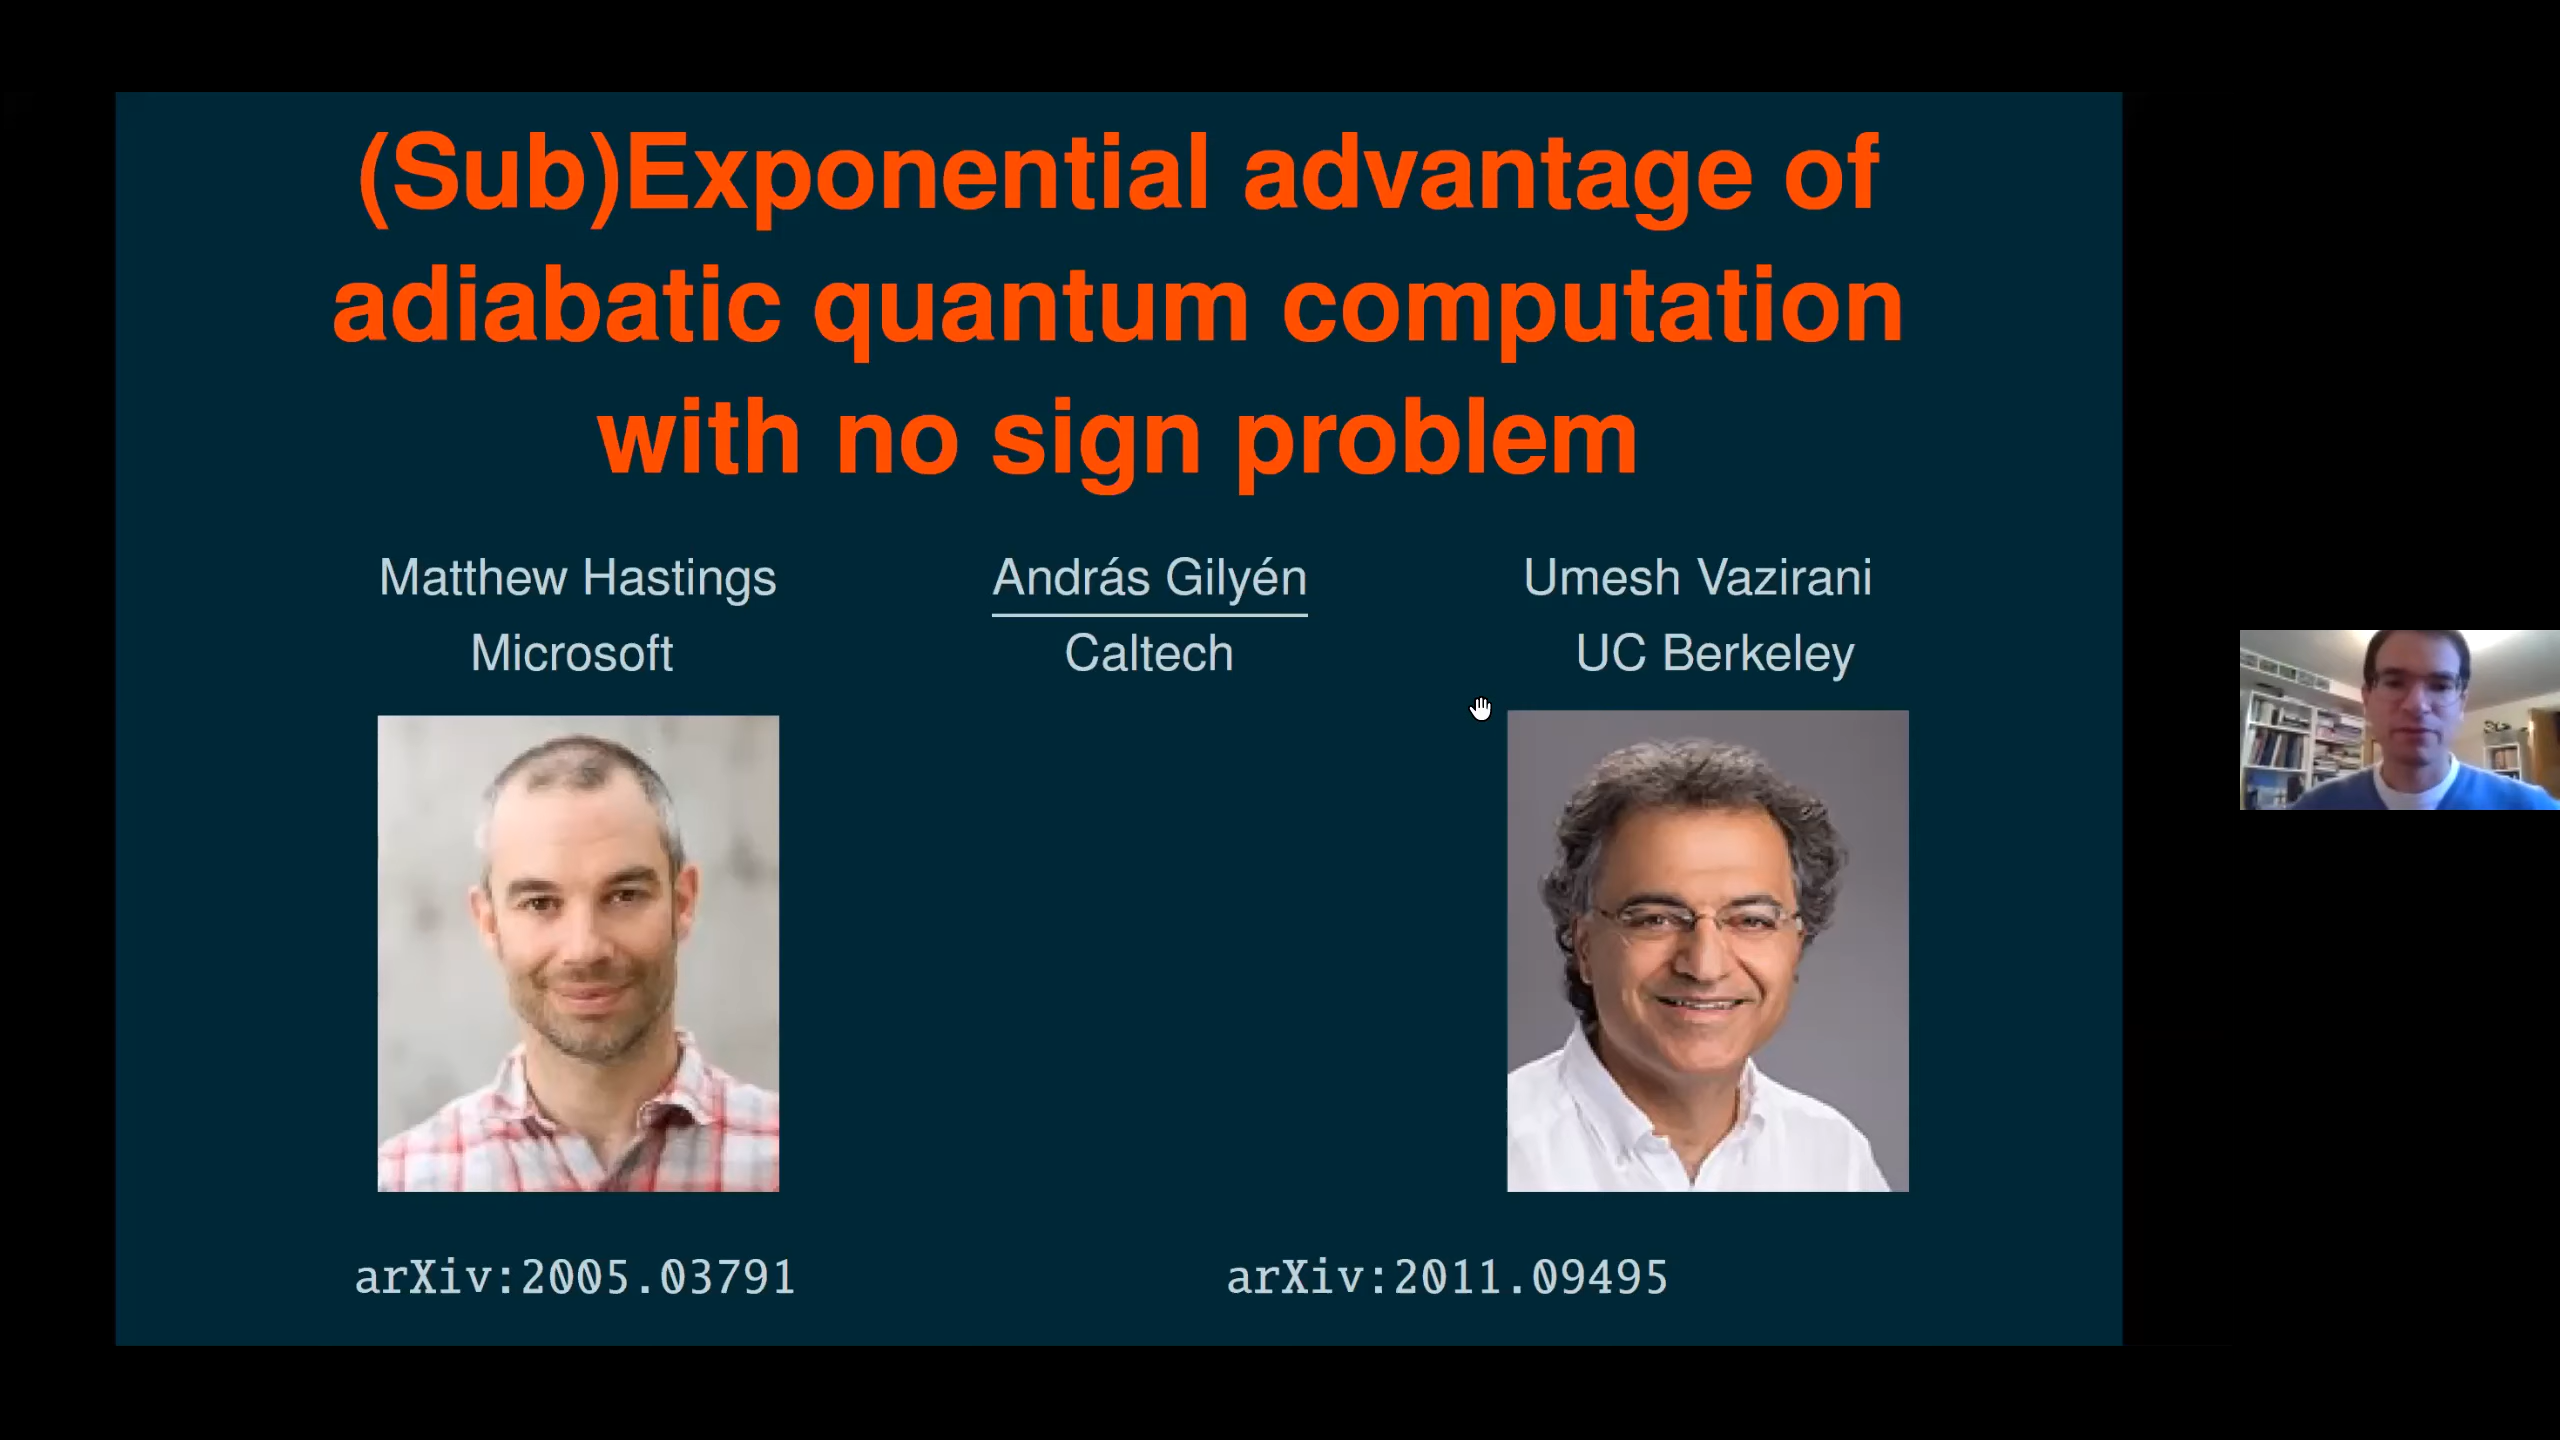 (Sub)Exponential advantage of
adiabatic quantum computation
with no sign problem
Matthew Hastings
Microsoft
András Gilyén
Caltech
Umesh Vazirani
UC Berkeley
arXiv:2005.03791
arXiv:2011.09495